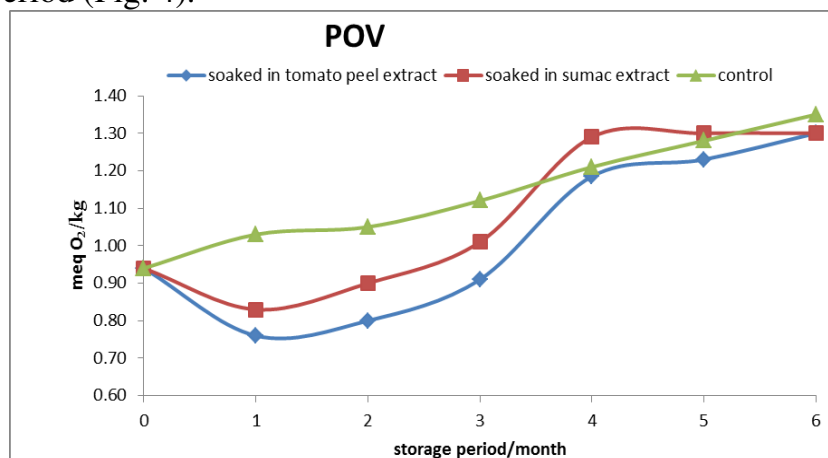 eriod (Fig. 4).
POV
soaked in tomato peel extract soaked in sumac extract control
1.40
1.30
1.20
1.10
1.00
0.90
0.80
0.70
0.60
meq O₂/kg
0 1 2 3 4 5 6
storage period/month